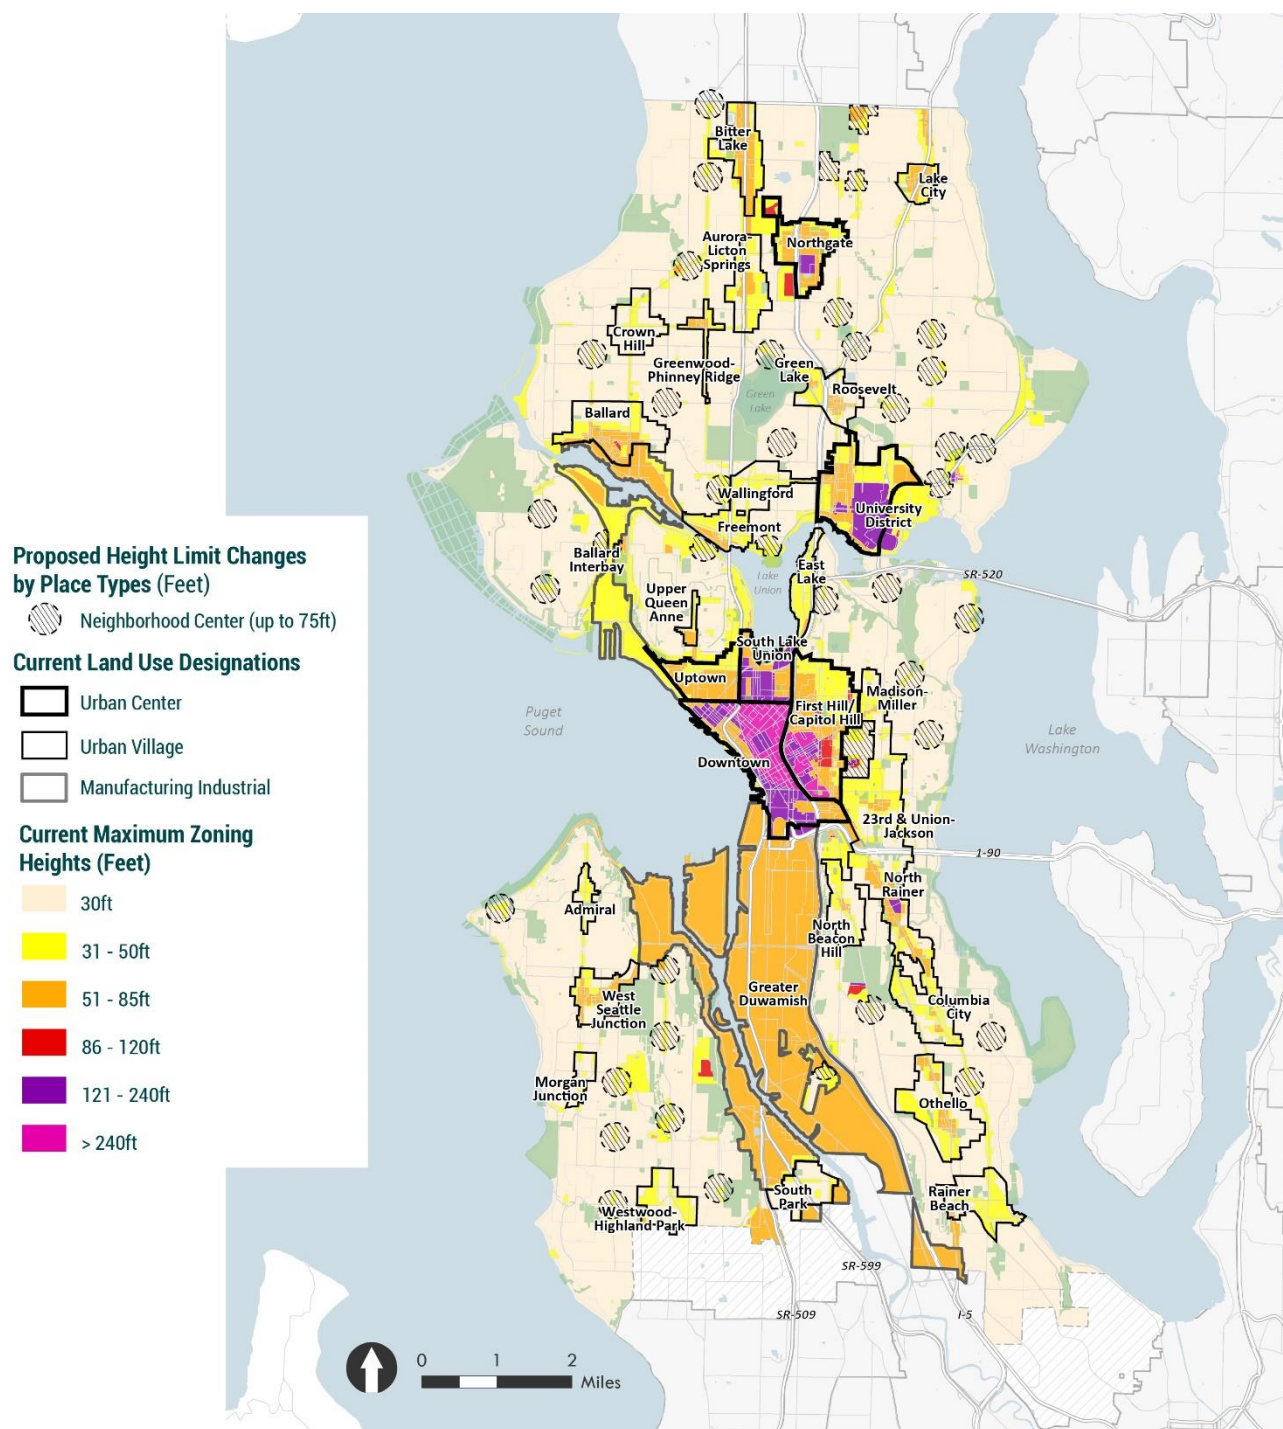 Proposed Height Limit Changes
by Place Types (Feet)
Neighborhood Center (up to 75ft)
Current Land Use Designations
Urban Center
Urban Village
Manufacturing Industrial
Current Maximum Zoning
Heights (Feet)
30ft
31 - 50ft
51 - 85ft
86 - 120ft
121 - 240ft
> 240ft
Bitter
Lake
Lake
City
Aurora-
Licton
Springs
Northgate
Crown
Hill
Greenwood-
Phinney Ridge
Green
Lake
Roosevelt
Green
Lake
Ballard
Wallingford
University
District
Freemont
Ballard
Interbay
East
Lake
Lake
Union
SR-520
Upper
Queen
Anne
South Lake
Union
Uptown
Madison-
Miller
First Hill/
Capitol Hill
Puget
Sound
Lake
Washington
Downtown
23rd & Union-
Jackson
1-90
North
Rainer
Admiral
North
Beacon
Hill
Greater
Duwamish
West
Seattle
Junction
Columbia
City
Morgan
Junction
Othello
South
Park
Rainer
Beach
Westwood-
Highland Park
SR-599
SR-509
I-5
0 1 2
Miles